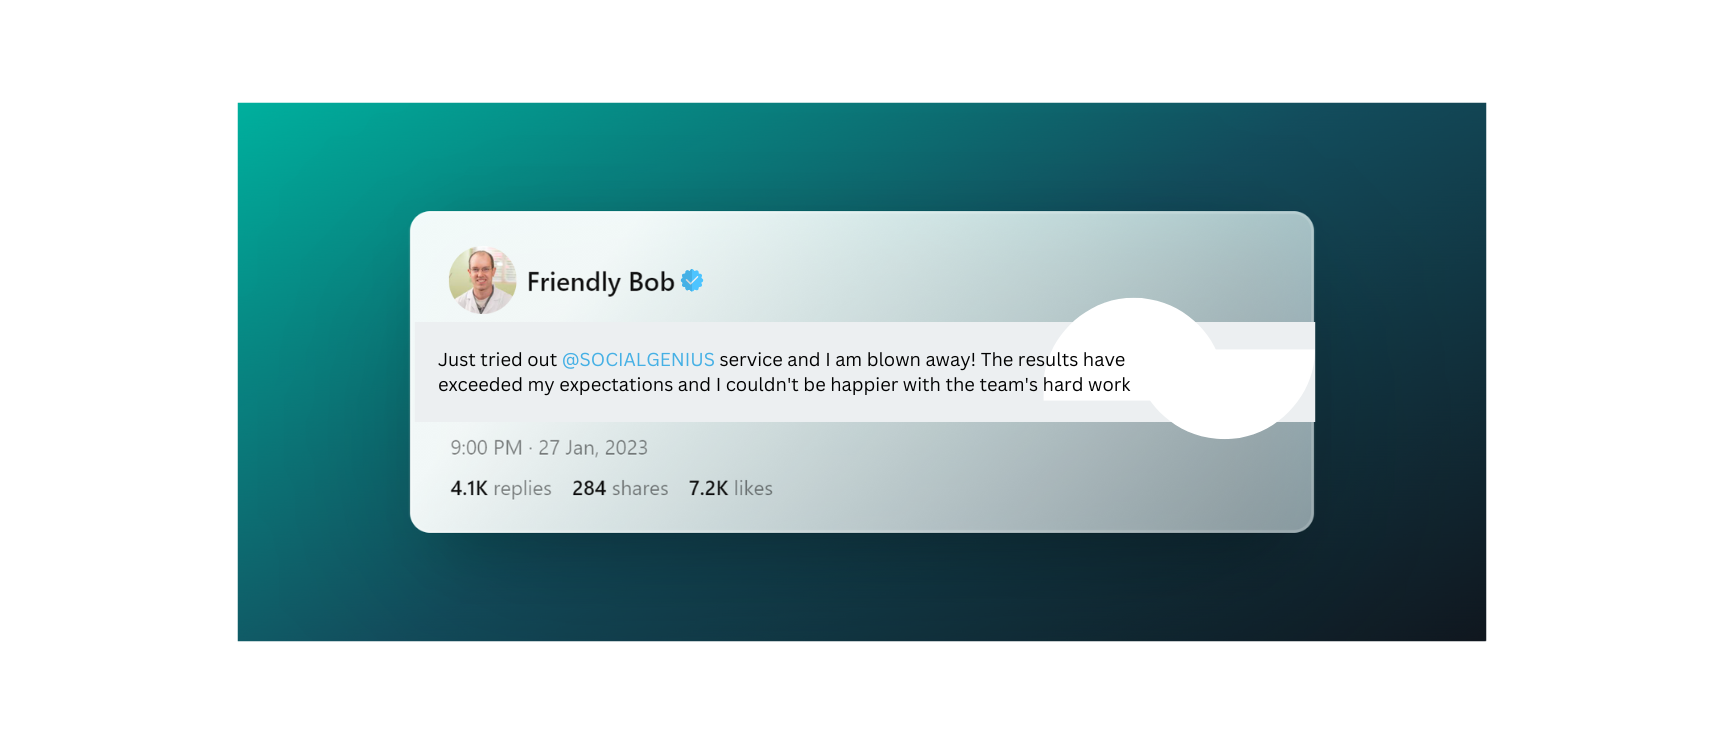 Friendly Bob
Just tried out @SOCIALGENIUS service and I am blown away! The results have
exceeded my expectations and I couldn't be happier with the team's hard work
9:00 PM · 27 Jan, 2023
4.1K replies 284 shares 7.2K likes